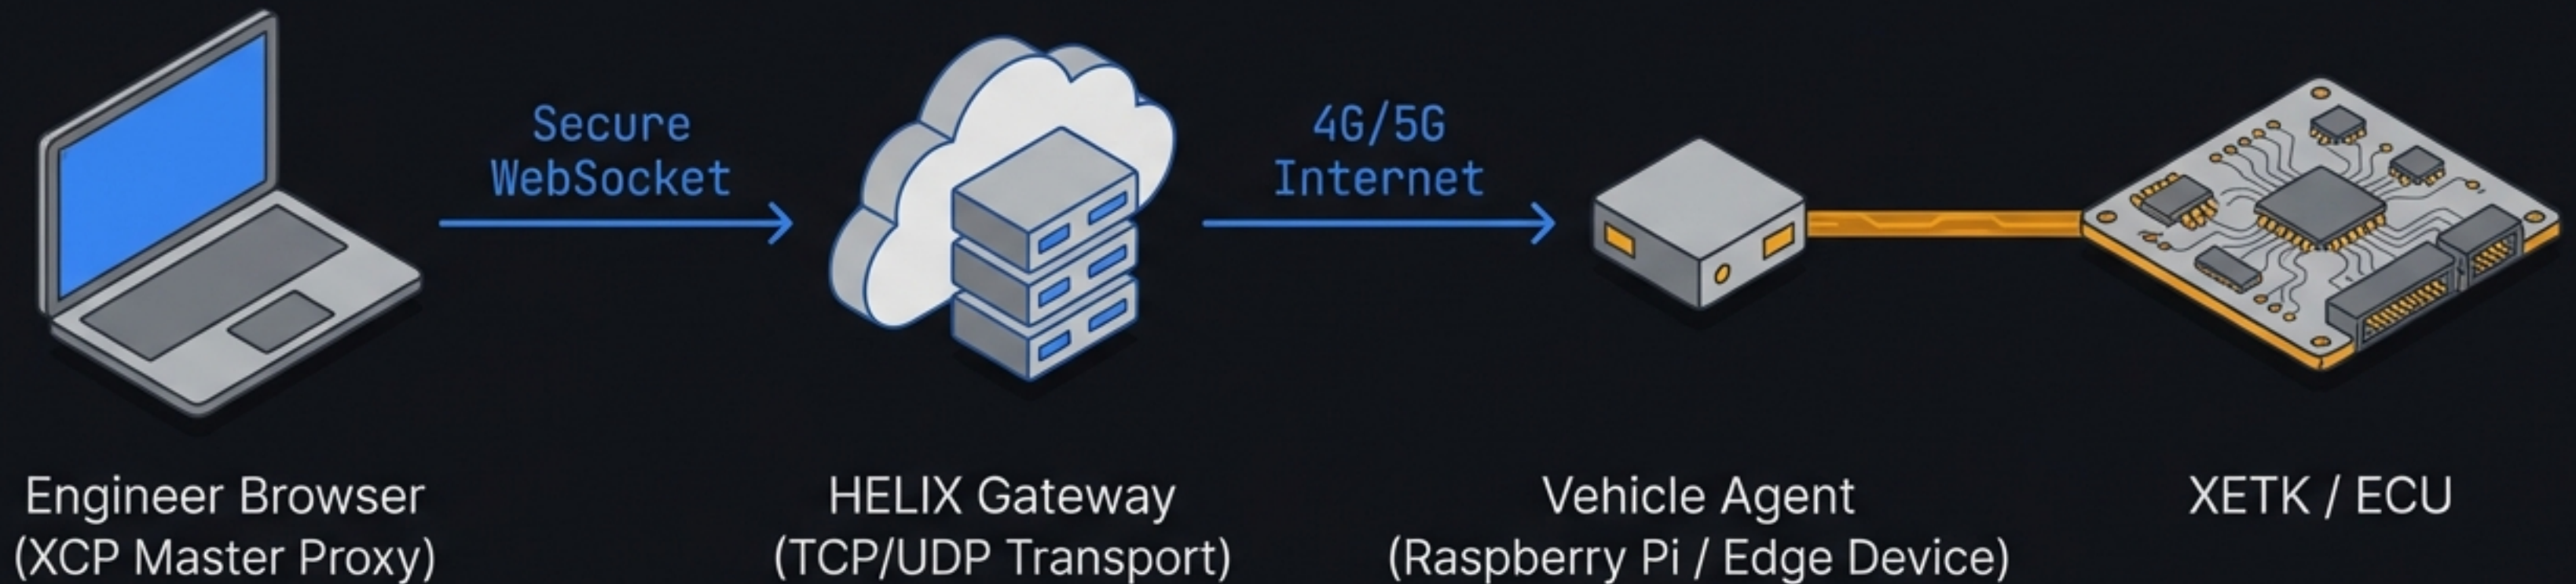 Secure
WebSocket
4G/5G
Internet
Engineer Browser
(XCP Master Proxy)
HELIX Gateway
(TCP/UDP Transport)
Vehicle Agent
(Raspberry Pi / Edge Device)
XETK / ECU